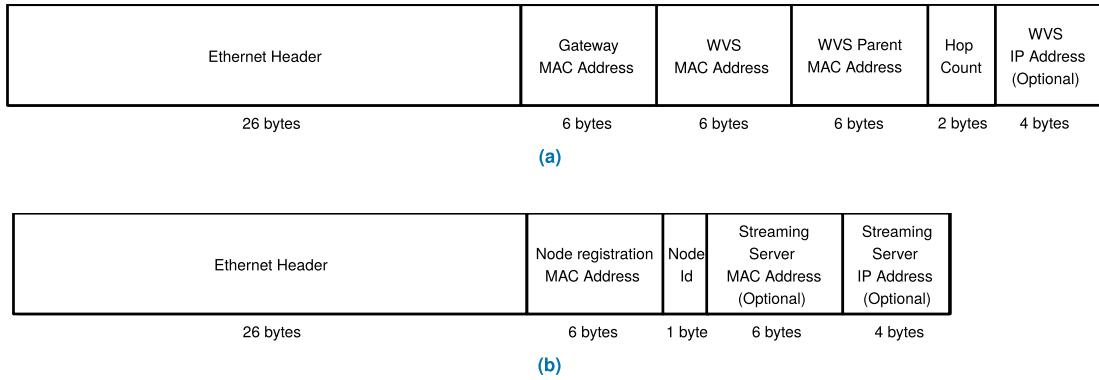 Ethernet Header
Gateway
MAC Address
WVS
MAC Address
WVS Parent
MAC Address
Hop
Count
WVS
IP Address
(Optional)
26 bytes
6 bytes
6 bytes
6 bytes
2 bytes
4 bytes
(a)
Ethernet Header
Node registration
MAC Address
Node
Id
Streaming
Server
MAC Address
(Optional)
Streaming
Server
IP Address
(Optional)
26 bytes
6 bytes
1 byte
6 bytes
4 bytes
(b)